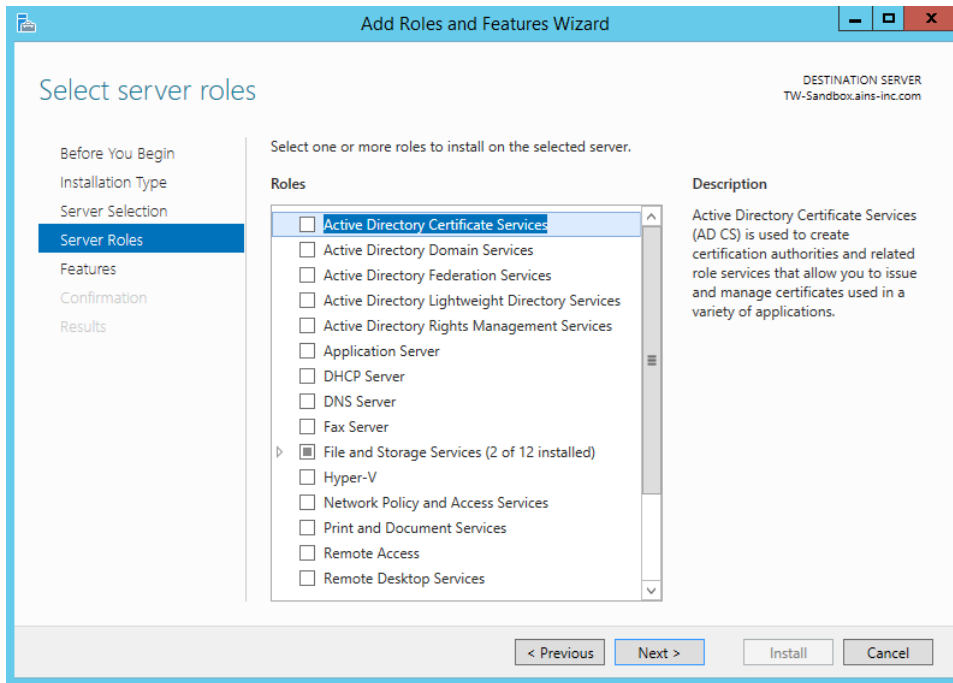 Add Roles and Features Wizard
Select server roles
DESTINATION SERVER
TW-Sandbox.ains-inc.com
Before You Begin
Installation Type
Server Selection
Server Roles
Features
Confirmation
Results
Select one or more roles to install on the selected server.
Roles
Active Directory Certificate Services
Active Directory Domain Services
Active Directory Federation Services
Active Directory Lightweight Directory Services
Active Directory Rights Management Services
Application Server
DHCP Server
DNS Server
Fax Server
File and Storage Services (2 of 12 installed)
Hyper-V
Network Policy and Access Services
Print and Document Services
Remote Access
Remote Desktop Services
Description
Active Directory Certificate Services
(AD CS) is used to create
certification authorities and related
role services that allow you to issue
and manage certificates used in a
variety of applications.
< Previous
Next >
Install
Cancel